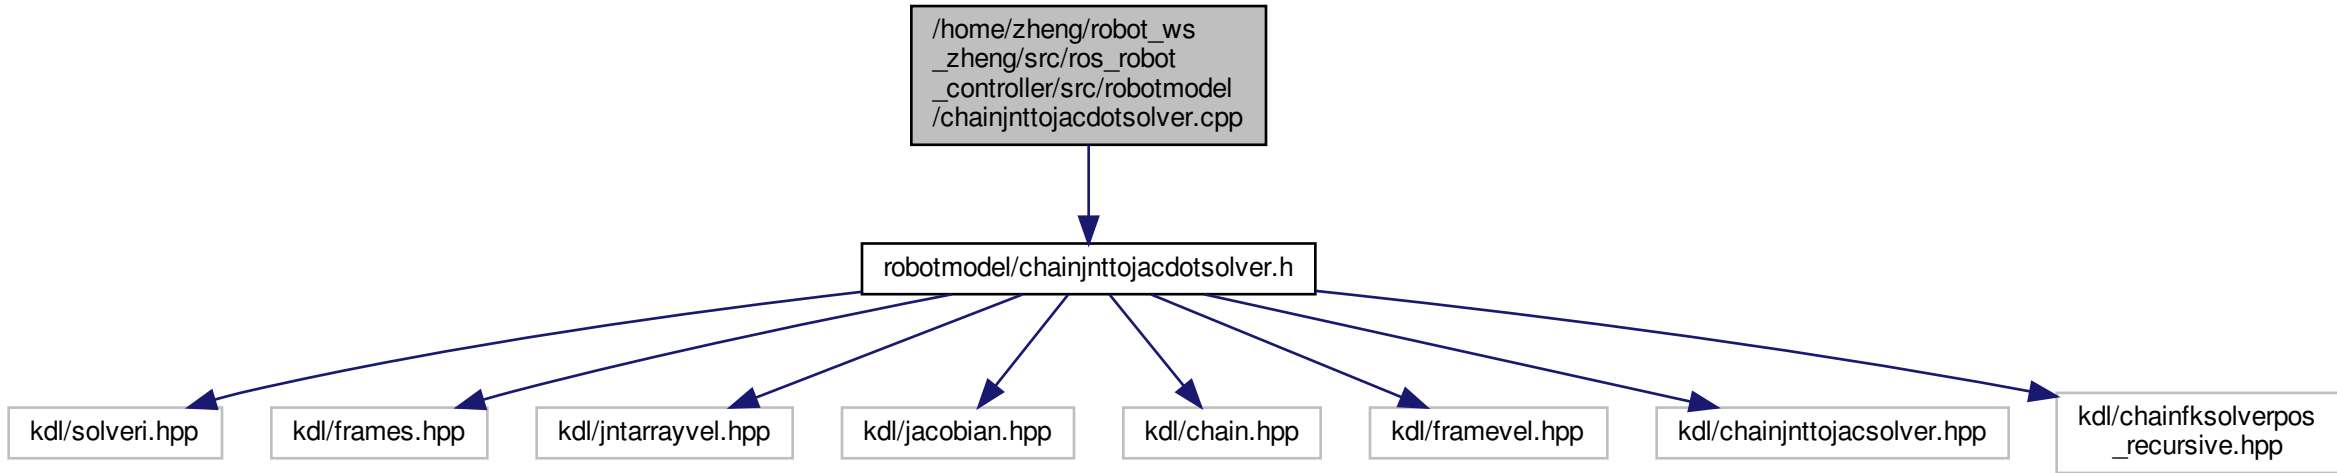 /home/zheng/robot_ws
_zheng/src/ros_robot
_controller/src/robotmodel
/chainjnttojacdotsolver.cpp
robotmodel/chainjnttojacdotsolver.h
kdl/solveri.hpp
kdl/frames.hpp
kdl/jntarrayvel.hpp
kdl/jacobian.hpp
kdl/chain.hpp
kdl/framevel.hpp
kdl/chainjnttojacsolver.hpp
kdl/chainfksolverpos
_recursive.hpp